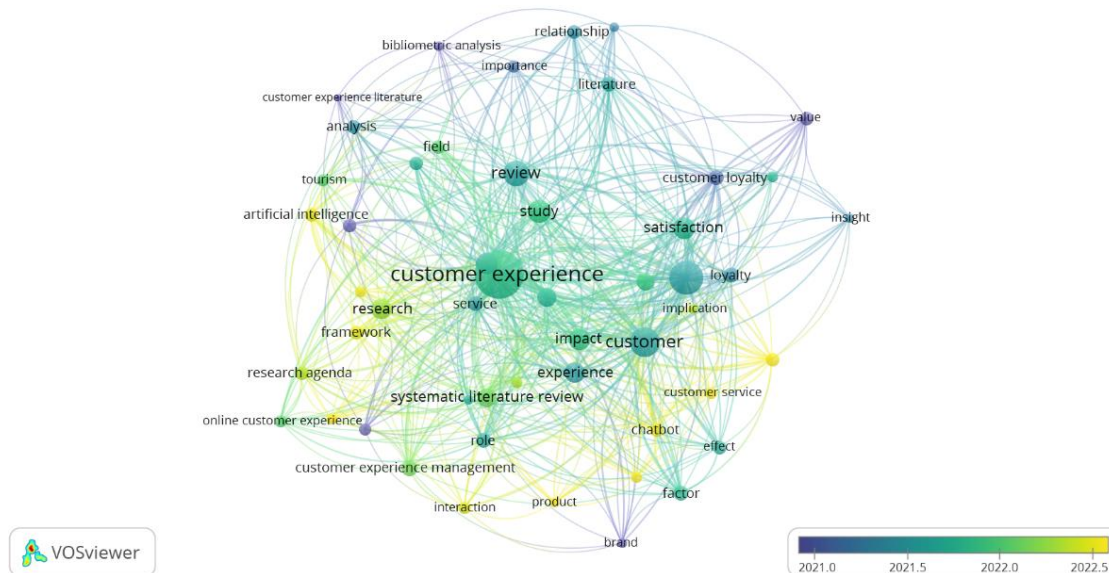 relationship
bibliometric analysis
importance
literature
customer experience literature
analysis
value
field
review
customer loyalty
tourism
artificial intelligence
study
satisfaction
insight
customer experience
loyalty
service
research
implication
framework
impact
customer
research agenda
experience
systematic literature review
customer service
online customer experience
chatbot
role
effect
customer experience management
factor
interaction
product
brand
VOSviewer
2021.0 2021.5 2022.0 2022.5